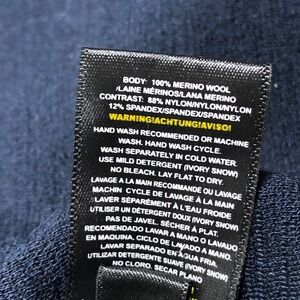 BODY: 100% MERINO WOOL
/LAINE MÉRINOS/LANA MERINO
CONTRAST: 88% NYLON/NYLON/NYLON
12% SPANDEX/SPANDEX/SPANDEX
WARNING!ACHTUNG!AVISO!
HAND WASH RECOMMENDED OR MACHINE
WASH. HAND WASH CYCLE.
WASH SEPARATELY IN COLD WATER.
USE MILD DETERGENT (IVORY SNOW)
NO BLEACH. LAY FLAT TO DRY.
LAVAGE A LA MAIN RECOMMANDE OU LAVAGE
MACHIN CYCLE DE LAVAGE A LA MAIN
LAVER SÉPARÉMENT À L'EAU FROIDE
UTILISER UN DÉTERGENT DOUX (IVORY SNOW)
PAS DE JAVEL. SÉCHER À PLAT.
RECOMENDADO LAVAR A MANO O LAVADO
EN MAQUINA, CICLO DE LAVADO A MANO.
LAVAR SEPARADO EN AGUA FRIA.
UTILIZAR DETERGENTE SUAVE (IVORY SNOW)
NO CLORO. SECAR PLANO